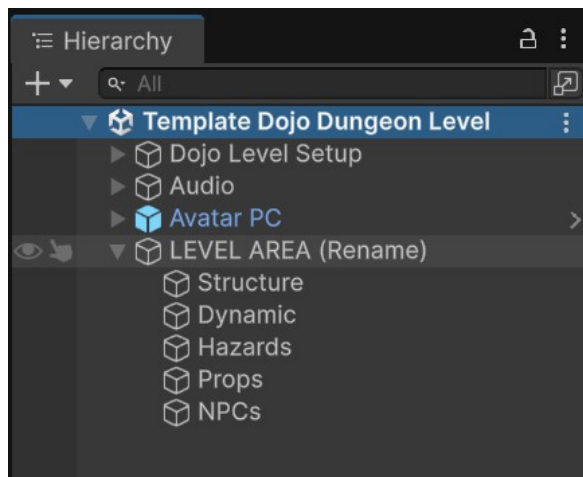 Hierarchy
All
Template Dojo Dungeon Level
Dojo Level Setup
Audio
Avatar PC
LEVEL AREA (Rename)
Structure
Dynamic
Hazards
Props
NPCs